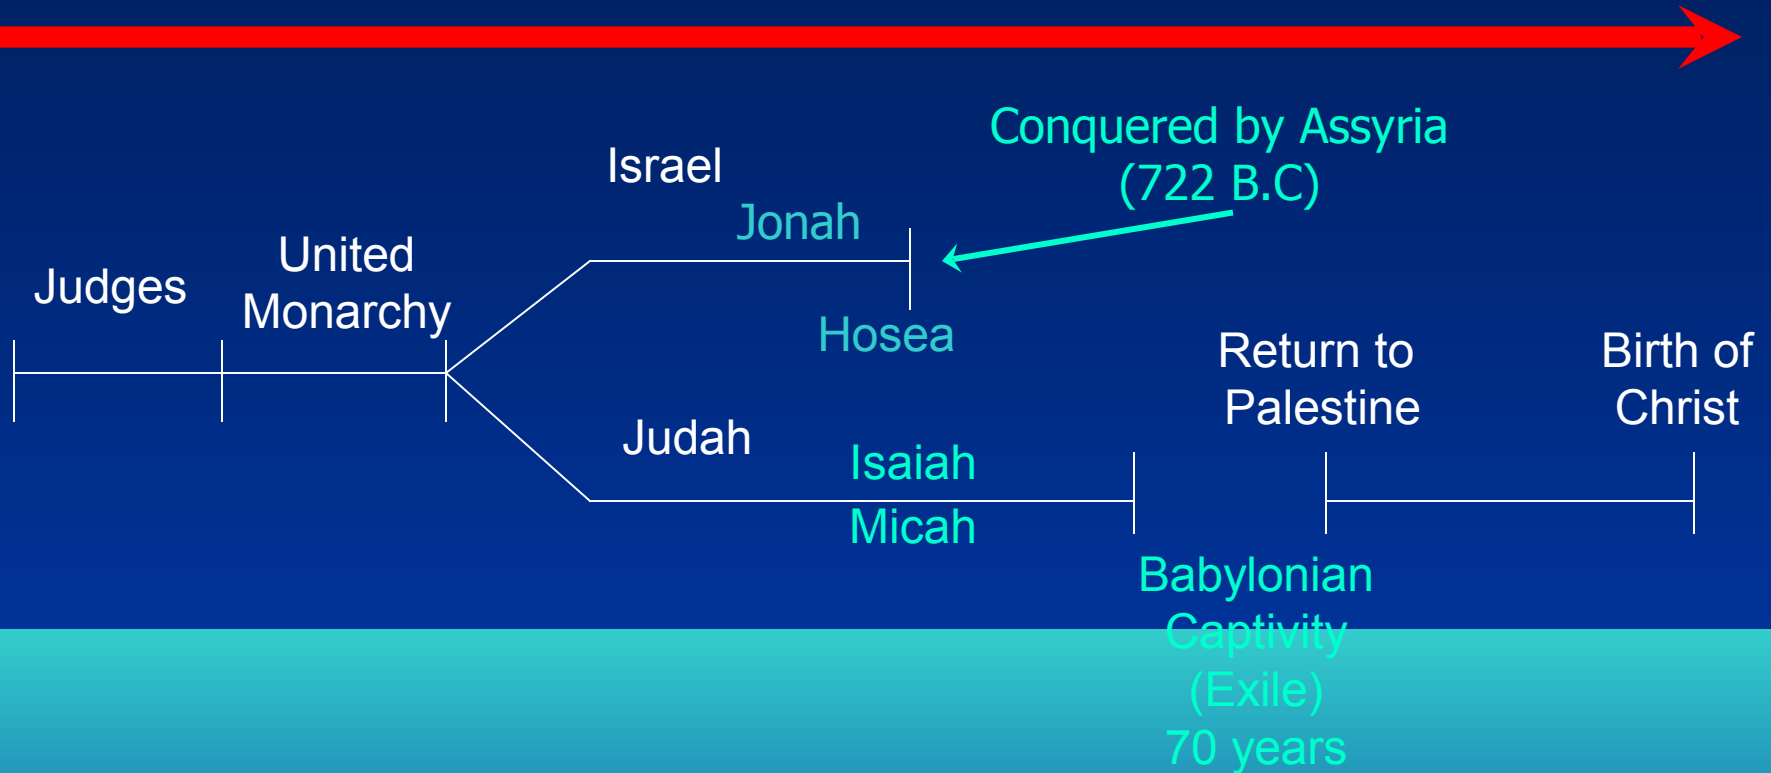 Conquered by Assyria
(722 B.C)
Israel
Jonah
United
Monarchy
Judges
Hosea
Return to
Palestine
Birth of
Christ
Judah
Isaiah
Micah
Babylonian
Captivity
(Exile)
70 years